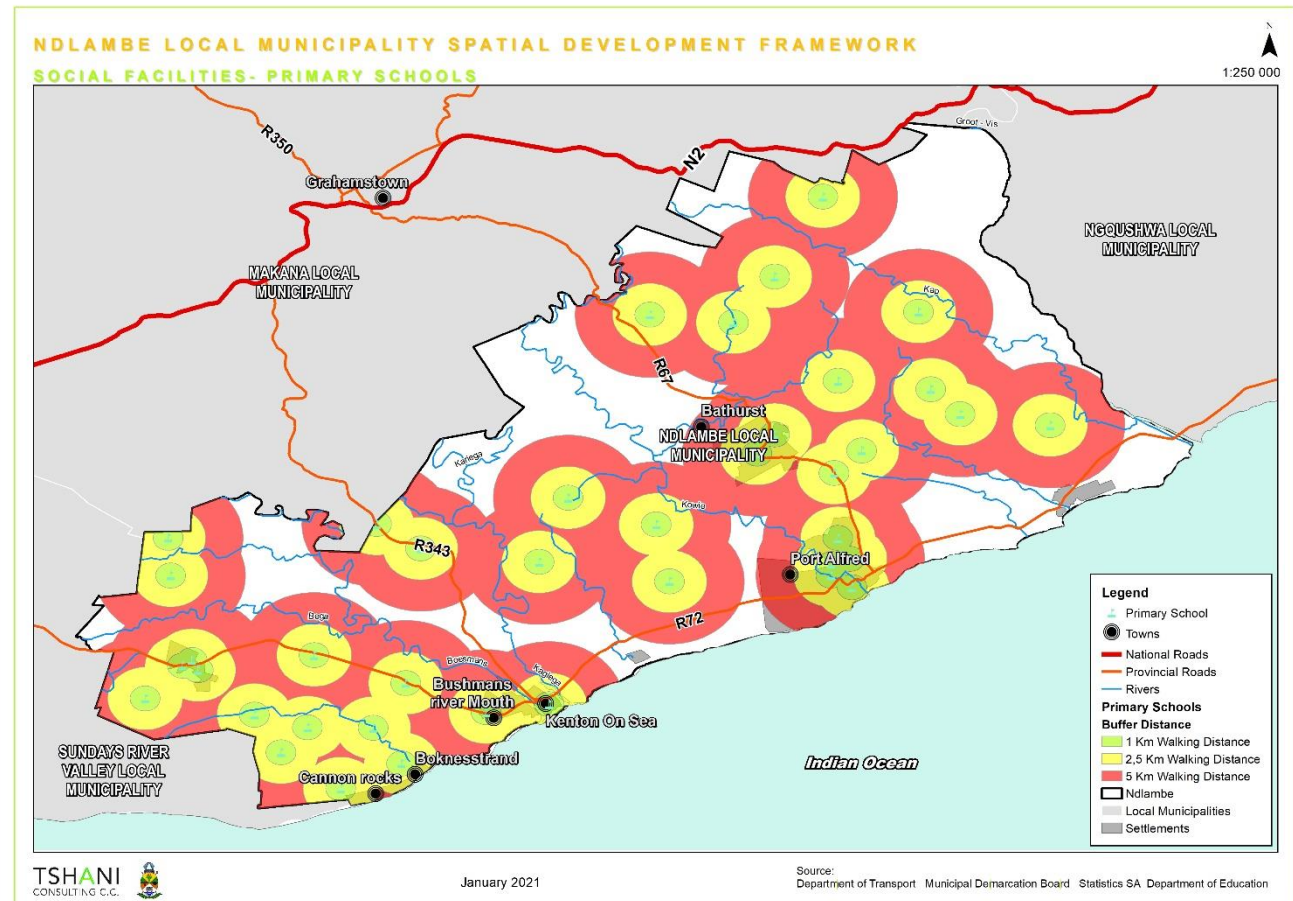 NDLAMBE LOCAL MUNICIPALITY SPATIAL DEVELOPMENT FRAMEWORK
SOCIAL FACILITIES- PRIMARY SCHOOLS
N
1:250 000
Groot - Vis
R350
N2
Grahamstown
NGQUSHWA LOCAL
MUNICIPALITY
MAKANA LOCAL
MUNICIPALITY
Kap
R67
Bathurst
NDLAMBE LOCAL
MUNICIPALITY
Kariega
Kowie
R343
Port Alfred
R72
Bega
Boesmans
Kagiega
Bushmans
river Mouth
Kenton On Sea
SUNDAYS RIVER
VALLEY LOCAL
MUNICIPALITY
Boknesstrand
Cannon rocks
Indian Ocean
Legend
Primary School
Towns
National Roads
Provincial Roads
Rivers
Primary Schools
Buffer Distance
1 Km Walking Distance
2,5 Km Walking Distance
5 Km Walking Distance
Ndlambe
Local Municipalities
Settlements
TSHANI
CONSULTING C.C.
January 2021
Source:
Department of Transport Municipal Demarcation Board Statistics SA Department of Education